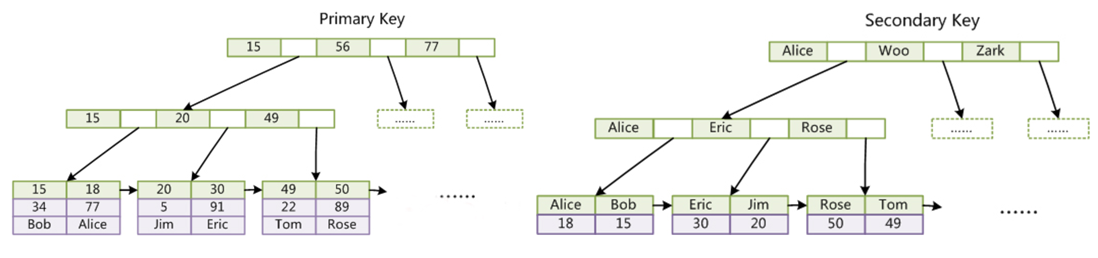 Primary Key
15 56 77
15 20 49
...... ......
15 18 20 30 49 50
34 77 5 91 22 89
Bob Alice Jim Eric Tom Rose
......
Secondary Key
Alice Woo Zark
Alice Eric Rose
...... ......
Alice Bob Eric Jim Rose Tom
18 15 30 20 50 49
......